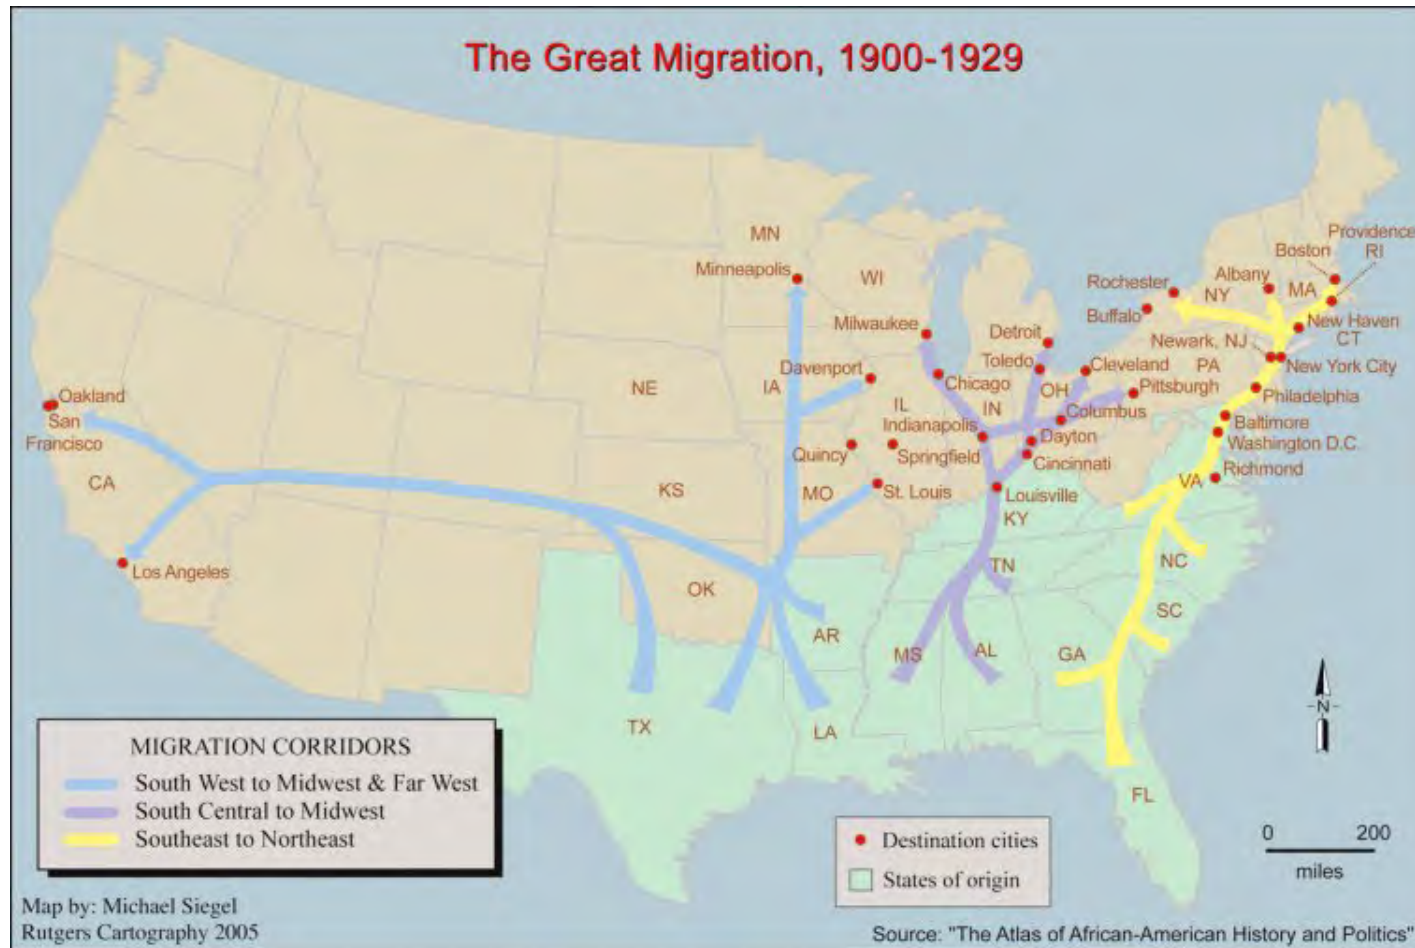 The Great Migration, 1900-1929
MN
Minneapolis
WI
Milwaukee
Detroit
Toledo
Chicago
Davenport
IA
NE
IL
IN
OH
Cleveland
Pittsburgh
Columbus
Indianapolis
Dayton
Cincinnati
Quincy
Springfield
MO
St. Louis
Louisville
KY
KS
Providence
RI
Boston
Albany
Rochester
NY
MA
Buffalo
New Haven
CT
Newark, NJ
PA
New York City
Philadelphia
Baltimore
Washington D.C.
Richmond
VA
Oakland
San
Francisco
CA
Los Angeles
OK
AR
TN
NC
SC
MS
AL
GA
TX
LA
FL
MIGRATION CORRIDORS
South West to Midwest & Far West
South Central to Midwest
Southeast to Northeast
Destination cities
States of origin
-N-
0 200
miles
Map by: Michael Siegel
Rutgers Cartography 2005
Source: "The Atlas of African-American History and Politics"